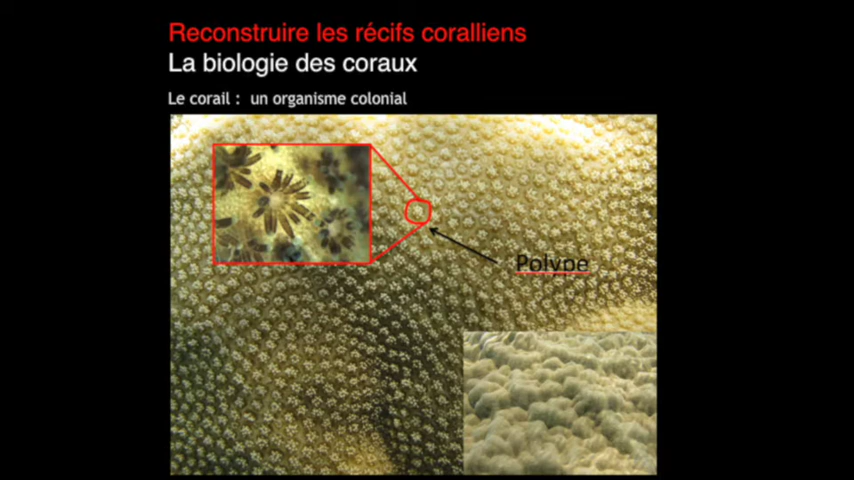 Reconstruire les récifs coralliens
La biologie des coraux
Le corail : un organisme colonial
Polype